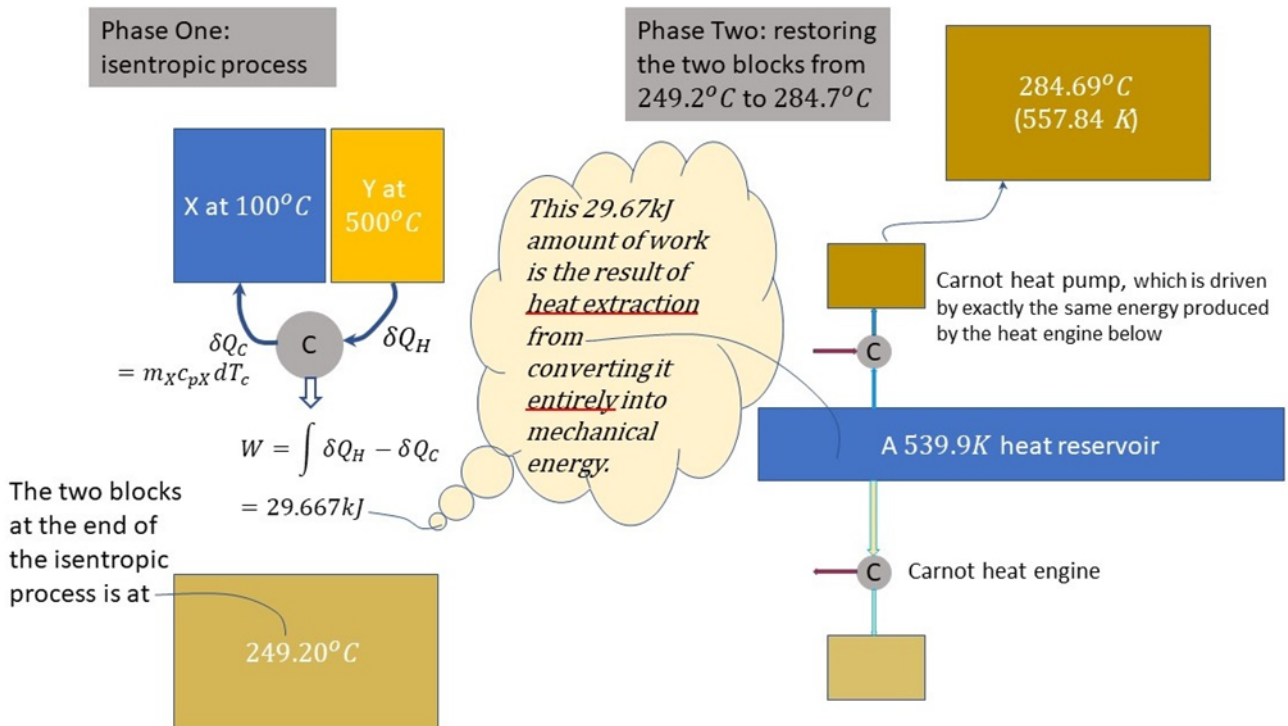 Phase One:
isentropic process
X at 100°C
Y at
500°C
δQ_C
= m_X c_{pX} dT_c
C
δQ_H
W = ∫ δQ_H − δQ_C
= 29.667kJ
The two blocks
at the end of
the isentropic
process is at
249.20°C
This 29.67kJ
amount of work
is the result of
heat extraction
from
converting it
entirely into
mechanical
energy.
Phase Two: restoring
the two blocks from
249.2°C to 284.7°C
284.69°C
(557.84 K)
Carnot heat pump, which is driven
by exactly the same energy produced
by the heat engine below
C
A 539.9K heat reservoir
C
Carnot heat engine